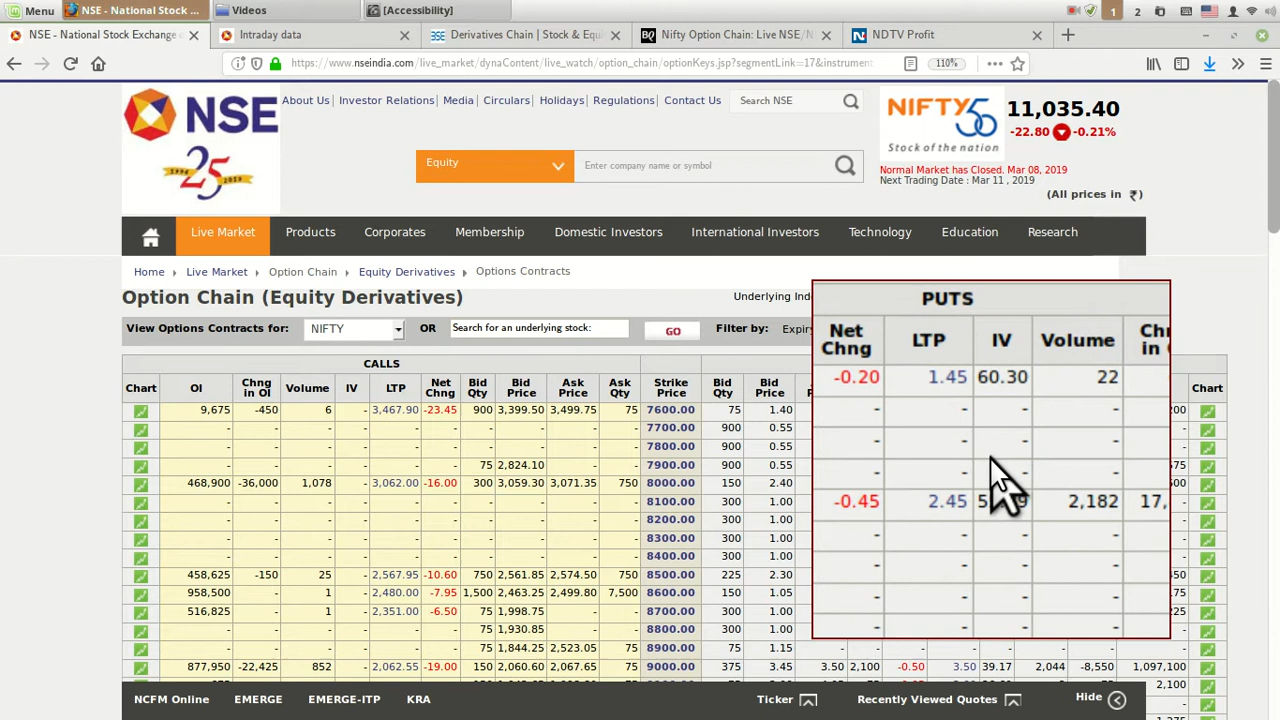 Menu NSE - National Stock ... Videos [Accessibility] 1 2
NSE - National Stock Exchange Intraday data Derivatives Chain | Stock & Equ Nifty Option Chain: Live NSE/N NDTV Profit
https://www.nseindia.com/live_market/dynaContent/live_watch/option_chain/optionKeys.jsp?segmentLink=17&instrument 110%
NSE
25
1994 2019
About Us Investor Relations Media Circulars Holidays Regulations Contact Us Search NSE
Equity Enter company name or symbol
NIFTY 50
Stock of the nation
11,035.40
-22.80 -0.21%
Normal Market has Closed. Mar 08, 2019
Next Trading Date : Mar 11 , 2019
(All prices in ₹)
Live Market Products Corporates Membership Domestic Investors International Investors Technology Education Research
Home Live Market Option Chain Equity Derivatives Options Contracts
Option Chain (Equity Derivatives) Underlying Ind
View Options Contracts for: NIFTY OR Search for an underlying stock: GO Filter by: Expir
CALLS
Chart OI Chng in OI Volume IV LTP Net Chng Bid Qty Bid Price Ask Price Ask Qty Strike Price Bid Qty Bid Price Chart
9,675 -450 6 - 3,467.90 -23.45 900 3,399.50 3,499.75 75 7600.00 75 1.40
- - - - - - - - - - 7700.00 900 0.55
- - - - - - - - - - 7800.00 900 0.55
- - - - - - 75 2,824.10 - - 7900.00 900 0.55
468,900 -36,000 1,078 - 3,062.00 -16.00 300 3,059.30 3,071.35 750 8000.00 150 2.40
- - - - - - - - - - 8100.00 300 1.00
- - - - - - - - - - 8200.00 300 1.00
- - - - - - - - - - 8300.00 300 1.00
- - - - - - - - - - 8400.00 300 1.00
458,625 -150 25 - 2,567.95 -10.60 750 2,561.85 2,574.50 750 8500.00 225 2.30
958,500 - 1 - 2,480.00 -7.95 1,500 2,463.25 2,499.80 7,500 8600.00 150 1.05
516,825 - 1 - 2,351.00 -6.50 75 1,998.75 - - 8700.00 300 1.00
- - - - - - 75 1,930.85 - - 8800.00 300 1.00
- - - - - - 75 1,844.25 2,523.05 75 8900.00 75 1.15 - - - - - - - -
877,950 -22,425 852 - 2,062.55 -19.00 150 2,060.60 2,067.65 75 9000.00 375 3.45 3.50 2,100 -0.50 3.50 39.17 2,044 -8,550 1,097,100
2,100
PUTS
Net Chng LTP IV Volume Chn in O
-0.20 1.45 60.30 22
- - - -
- - - -
- - - -
-0.45 2.45 2,182 17,
- - - -
- - - -
- - - -
- - - -
NCFM Online EMERGE EMERGE-ITP KRA Ticker Recently Viewed Quotes Hide